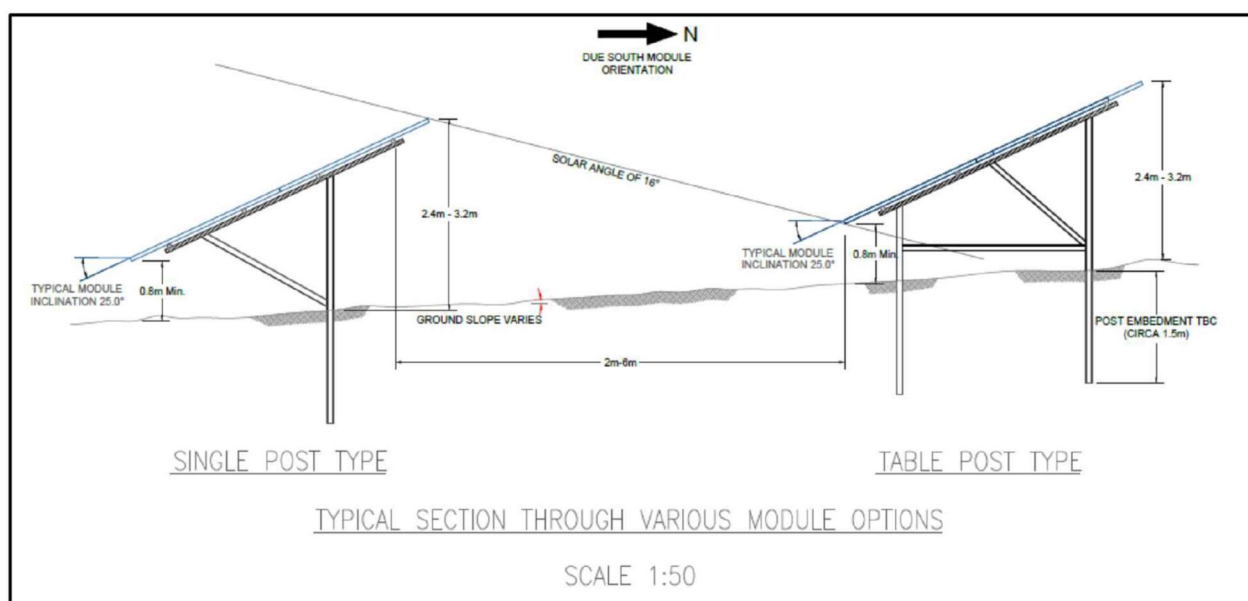 N
DUE SOUTH MODULE
ORIENTATION
SOLAR ANGLE OF 16°
2.4m - 3.2m
2.4m - 3.2m
TYPICAL MODULE
INCLINATION 25.0°
0.8m Min.
TYPICAL MODULE
INCLINATION 25.0°
0.8m Min.
GROUND SLOPE VARIES
POST EMBEDMENT TBC
(CIRCA 1.5m)
2m-6m
SINGLE POST TYPE
TABLE POST TYPE
TYPICAL SECTION THROUGH VARIOUS MODULE OPTIONS
SCALE 1:50